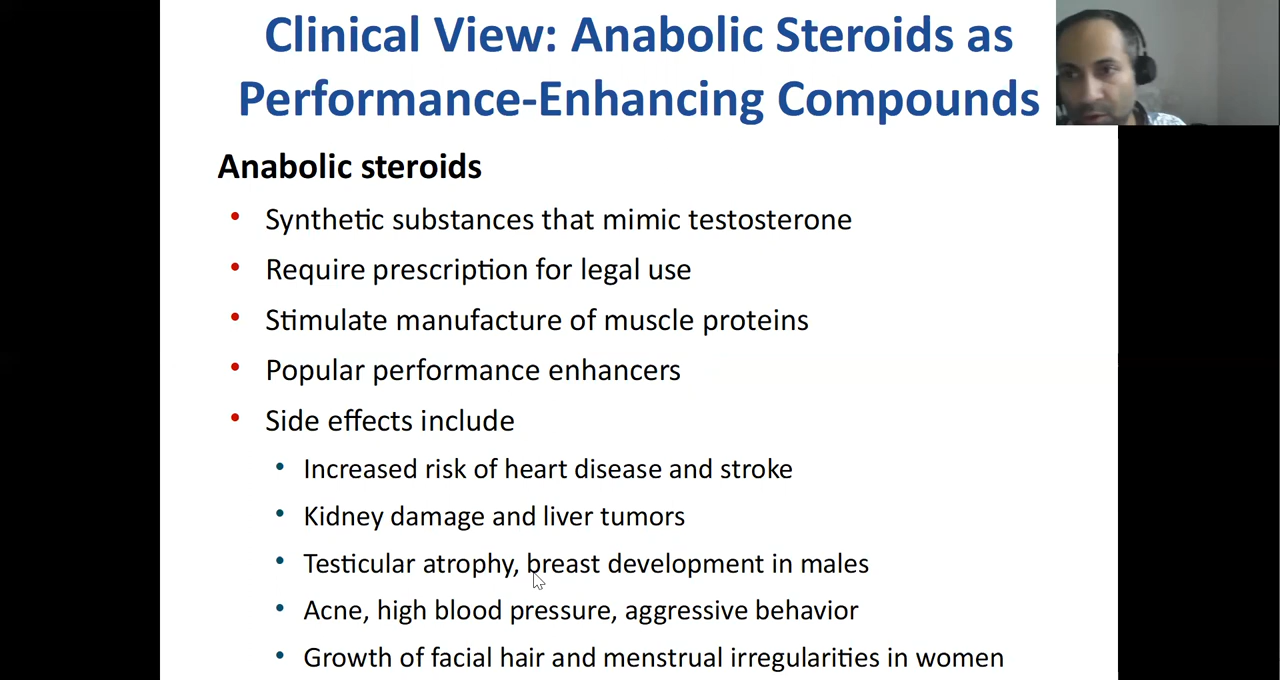 Clinical View: Anabolic Steroids as
Performance-Enhancing Compounds
Anabolic steroids
• Synthetic substances that mimic testosterone
• Require prescription for legal use
• Stimulate manufacture of muscle proteins
• Popular performance enhancers
• Side effects include
• Increased risk of heart disease and stroke
• Kidney damage and liver tumors
• Testicular atrophy, breast development in males
• Acne, high blood pressure, aggressive behavior
• Growth of facial hair and menstrual irregularities in women